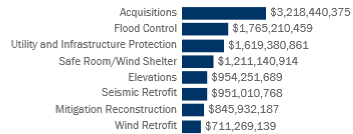 Acquisitions $3,218,440,375
Flood Control $1,765,210,459
Utility and Infrastructure Protection $1,619,380,861
Safe Room/Wind Shelter $1,211,140,914
Elevations $954,251,689
Seismic Retrofit $951,010,768
Mitigation Reconstruction $845,932,187
Wind Retrofit $711,269,139